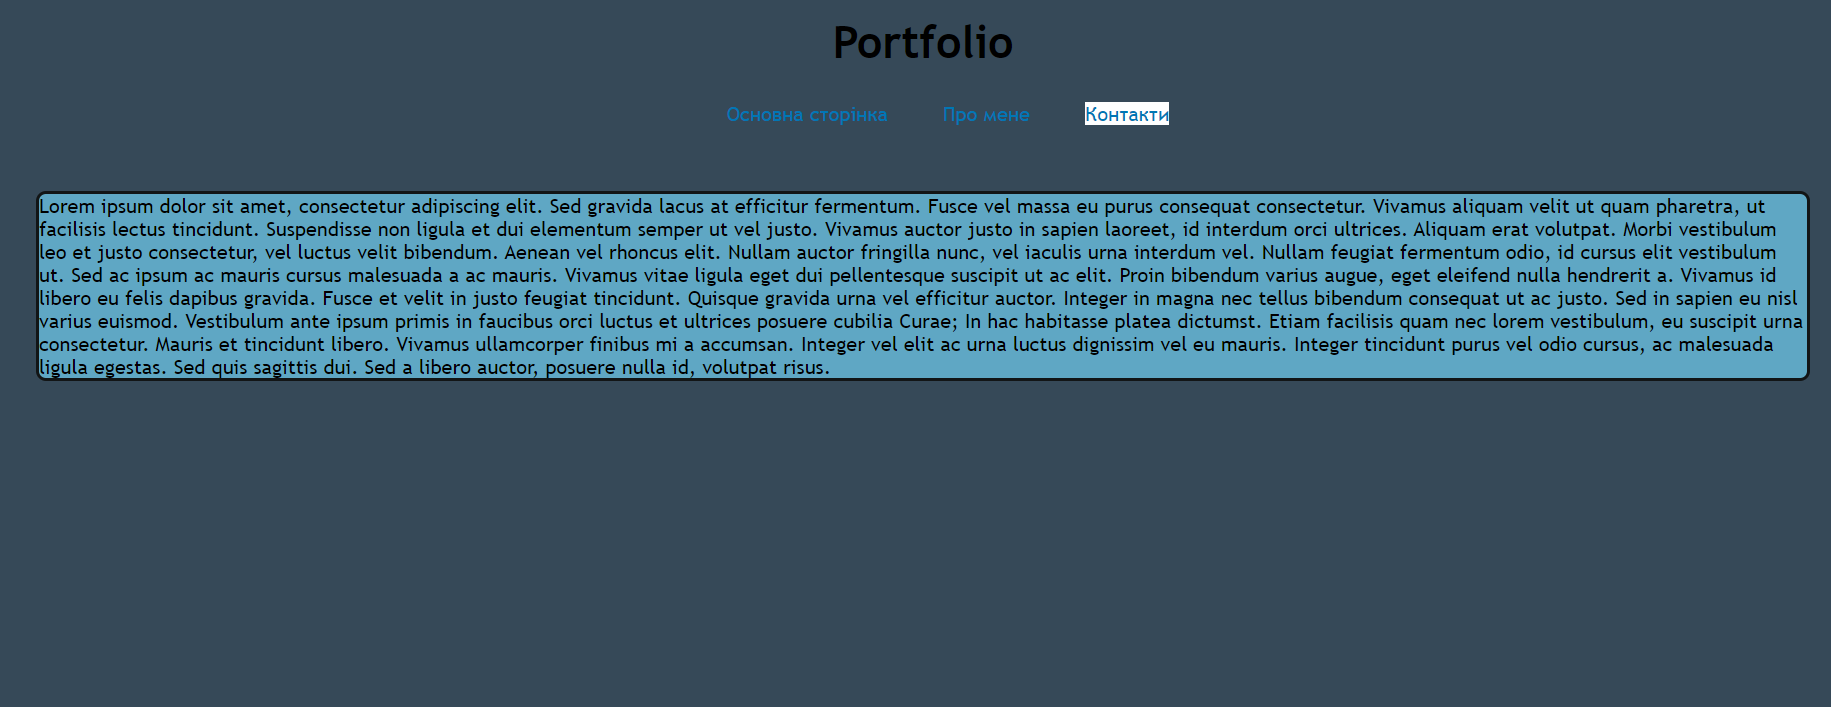 Portfolio
Основна сторінка Про мене Контакти
Lorem ipsum dolor sit amet, consectetur adipiscing elit. Sed gravida lacus at efficitur fermentum. Fusce vel massa eu purus consequat consectetur. Vivamus aliquam velit ut quam pharetra, ut
facilisis lectus tincidunt. Suspendisse non ligula et dui elementum semper ut vel justo. Vivamus auctor justo in sapien laoreet, id interdum orci ultrices. Aliquam erat volutpat. Morbi vestibulum
leo et justo consectetur, vel luctus velit bibendum. Aenean vel rhoncus elit. Nullam auctor fringilla nunc, vel iaculis urna interdum vel. Nullam feugiat fermentum odio, id cursus elit vestibulum
ut. Sed ac ipsum ac mauris cursus malesuada a ac mauris. Vivamus vitae ligula eget dui pellentesque suscipit ut ac elit. Proin bibendum varius augue, eget eleifend nulla hendrerit a. Vivamus id
libero eu felis dapibus gravida. Fusce et velit in justo feugiat tincidunt. Quisque gravida urna vel efficitur auctor. Integer in magna nec tellus bibendum consequat ut ac justo. Sed in sapien eu nisl
varius euismod. Vestibulum ante ipsum primis in faucibus orci luctus et ultrices posuere cubilia Curae; In hac habitasse platea dictumst. Etiam facilisis quam nec lorem vestibulum, eu suscipit urna
consectetur. Mauris et tincidunt libero. Vivamus ullamcorper finibus mi a accumsan. Integer vel elit ac urna luctus dignissim vel eu mauris. Integer tincidunt purus vel odio cursus, ac malesuada
ligula egestas. Sed quis sagittis dui. Sed a libero auctor, posuere nulla id, volutpat risus.